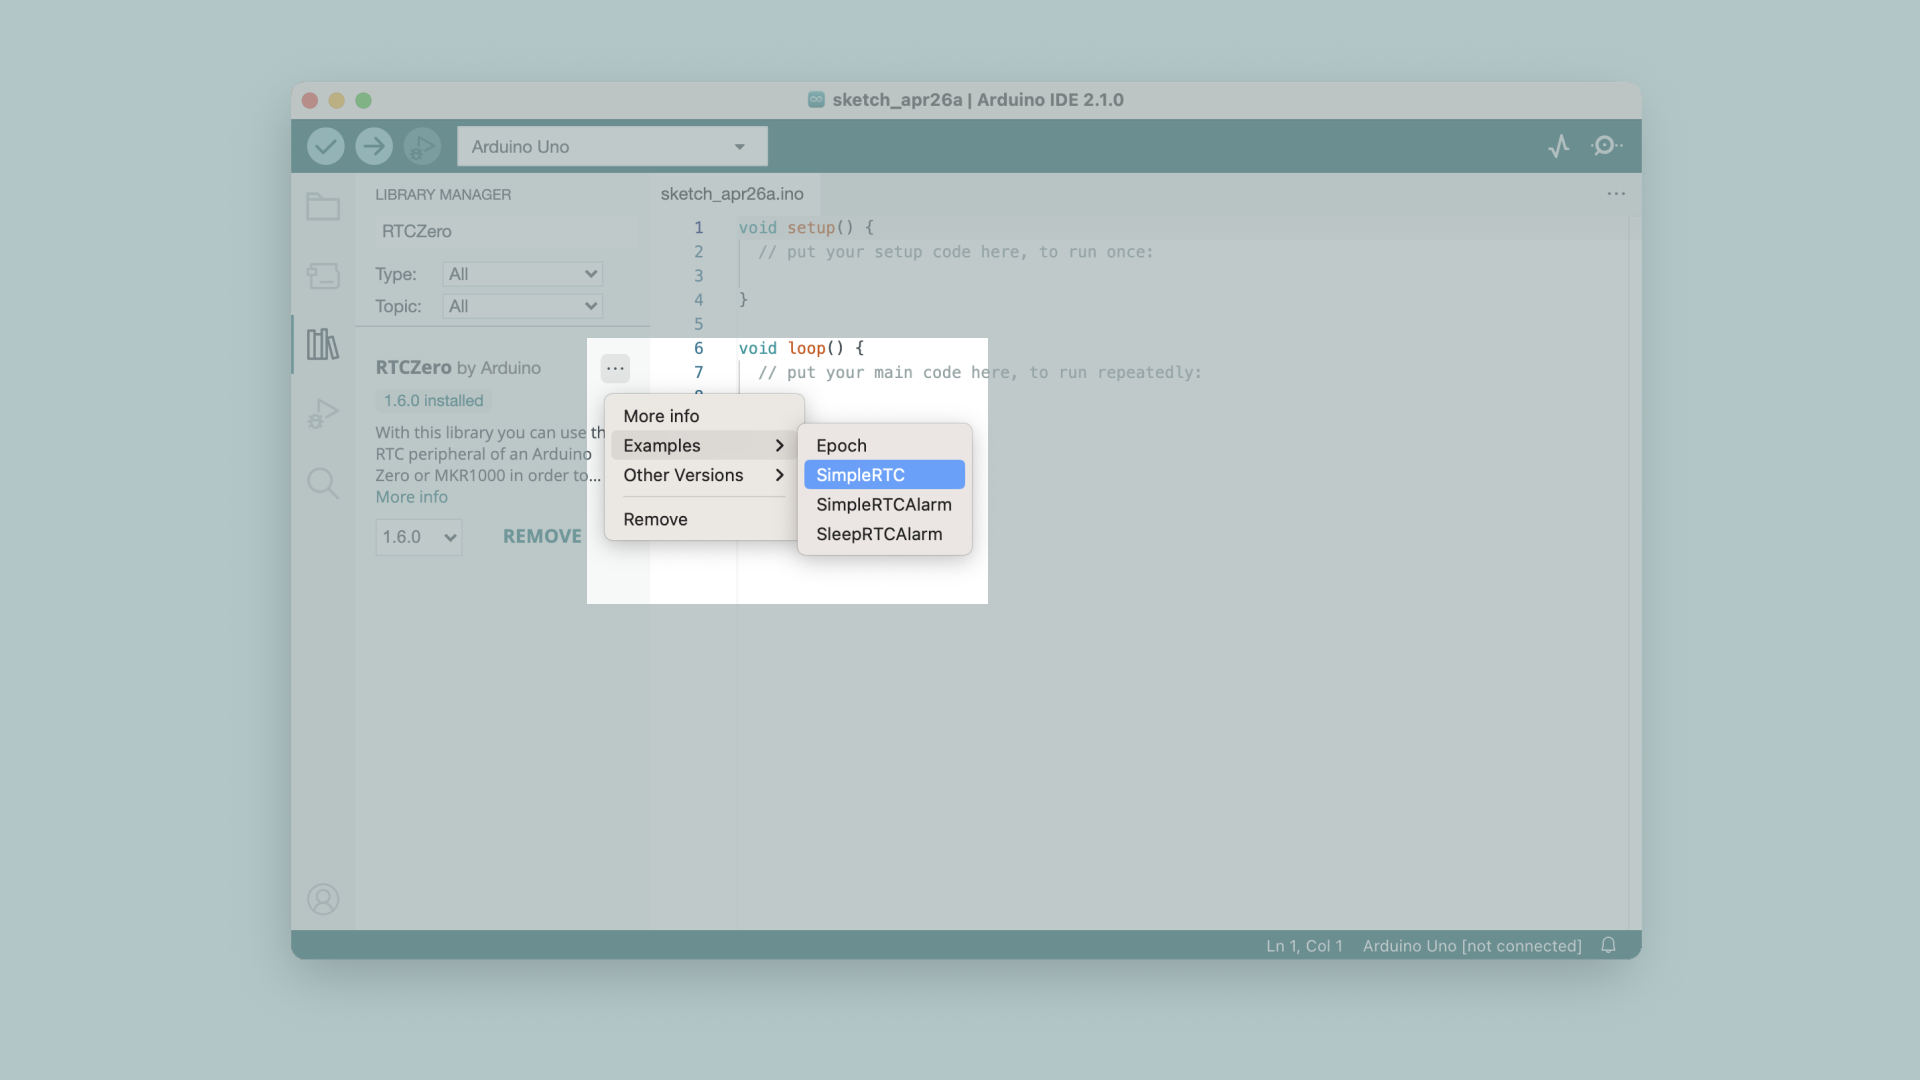 sketch_apr26a | Arduino IDE 2.1.0
Arduino Uno
LIBRARY MANAGER
RTCZero
Type: All
Topic: All
RTCZero by Arduino
1.6.0 installed
With this library you can use th
RTC peripheral of an Arduino
Zero or MKR1000 in order to...
More info
1.6.0 REMOVE
sketch_apr26a.ino
1 void setup() {
2 // put your setup code here, to run once:
3
4 }
5
6 void loop() {
7 // put your main code here, to run repeatedly:
More info
Examples
Other Versions
Remove
Epoch
SimpleRTC
SimpleRTCAlarm
SleepRTCAlarm
Ln 1, Col 1 Arduino Uno [not connected]